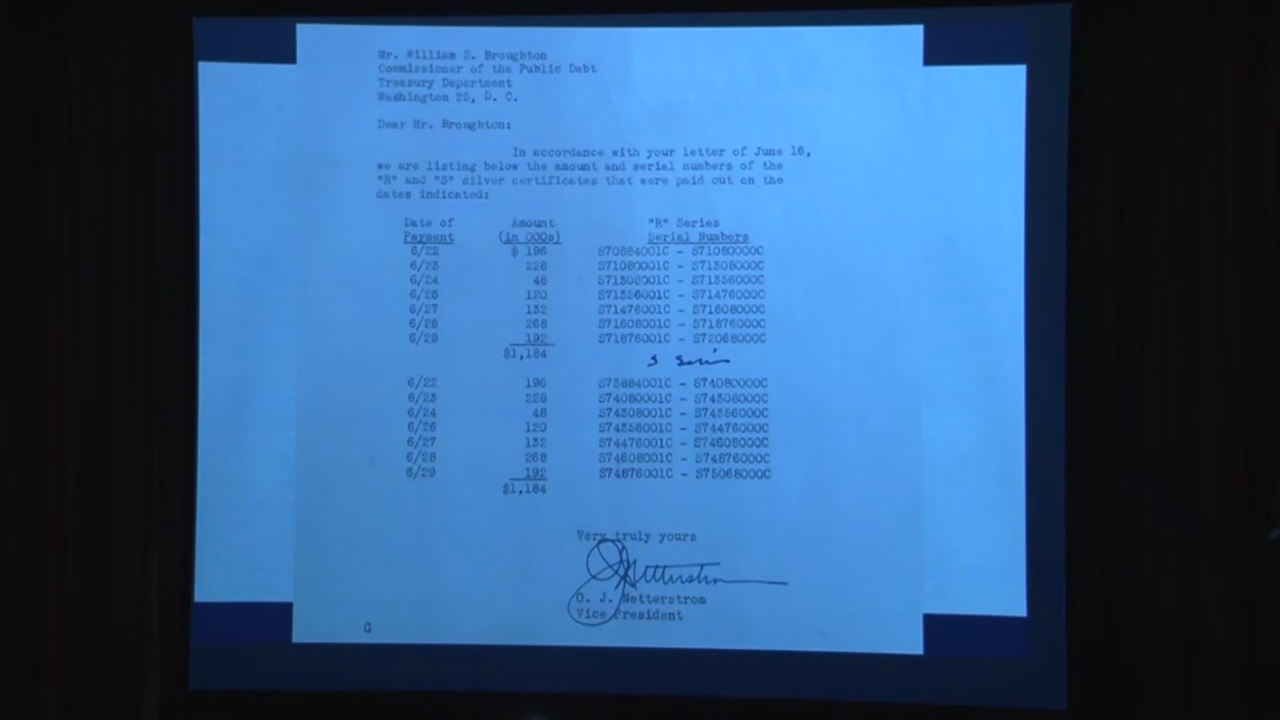 Mr. William S. Broughton
Commissioner of the Public Debt
Treasury Department
Washington 25, D. C.
Dear Mr. Broughton:
In accordance with your letter of June 16,
we are listing below the amount and serial numbers of the
"R" and "S" silver certificates that were paid out on the
dates indicated:
Date of Amount "R" Series
Payment (in 000s) Serial Numbers
6/22 $ 196 S70884001C - S71080000C
6/23 228 S71080001C - S71308000C
6/24 48 S71308001C - S71356000C
6/26 120 S71356001C - S71476000C
6/27 132 S71476001C - S71608000C
6/28 268 S71608001C - S71876000C
6/29 192 S71876001C - S72068000C
$1,184 S Series
6/22 196 S73884001C - S74080000C
6/23 228 S74080001C - S74308000C
6/24 48 S74308001C - S74356000C
6/26 120 S74356001C - S74476000C
6/27 132 S74476001C - S74608000C
6/28 268 S74608001C - S74876000C
6/29 192 S74876001C - S75068000C
$1,184
Very truly yours
O. J. Netterstrom
Vice President
G